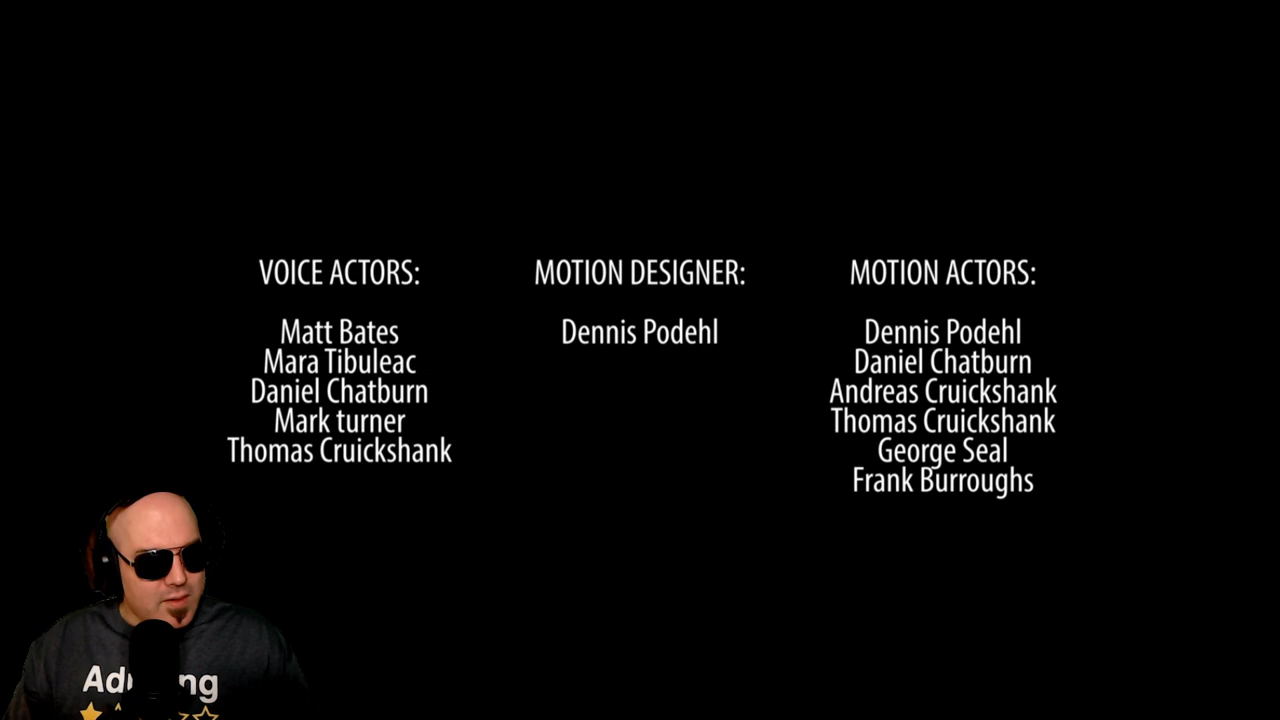 VOICE ACTORS:
Matt Bates
Mara Tibuleac
Daniel Chatburn
Mark turner
Thomas Cruickshank
MOTION DESIGNER:
Dennis Podehl
MOTION ACTORS:
Dennis Podehl
Daniel Chatburn
Andreas Cruickshank
Thomas Cruickshank
George Seal
Frank Burroughs